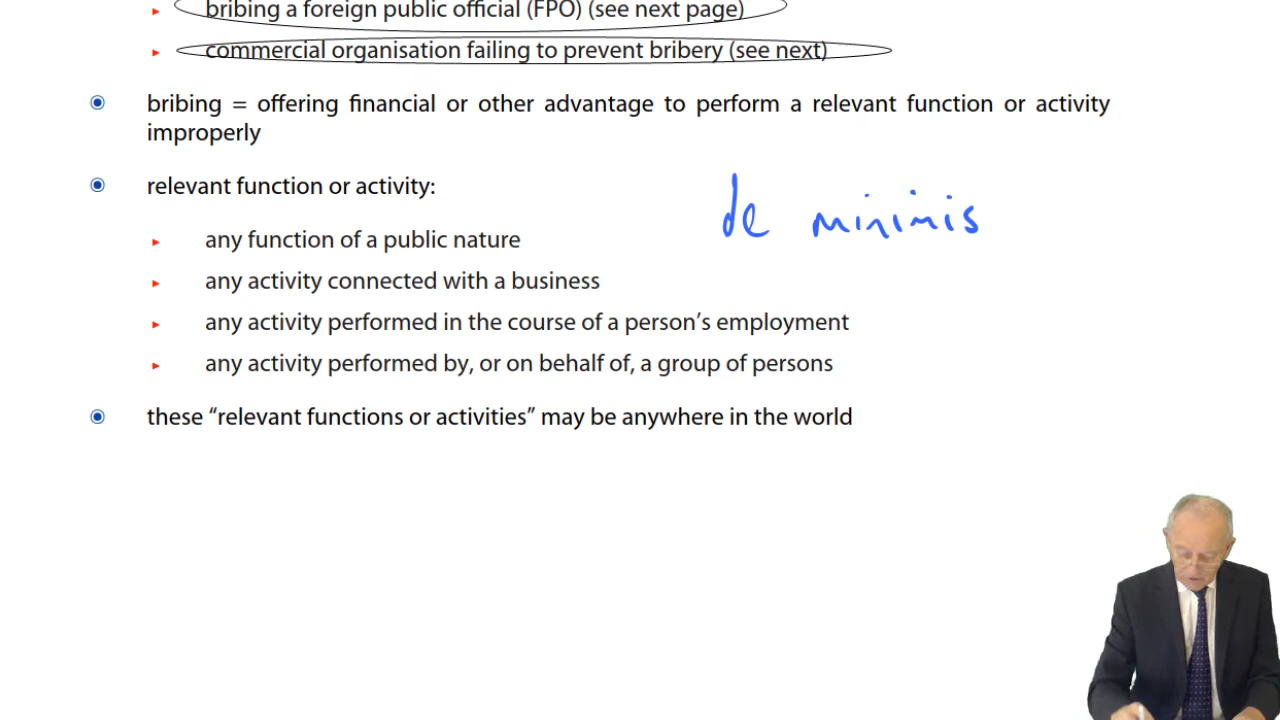 bribing a foreign public official (FPO) (see next page)
commercial organisation failing to prevent bribery (see next)
bribing = offering financial or other advantage to perform a relevant function or activity
improperly
relevant function or activity:
de minimis
any function of a public nature
any activity connected with a business
any activity performed in the course of a person's employment
any activity performed by, or on behalf of, a group of persons
these “relevant functions or activities” may be anywhere in the world